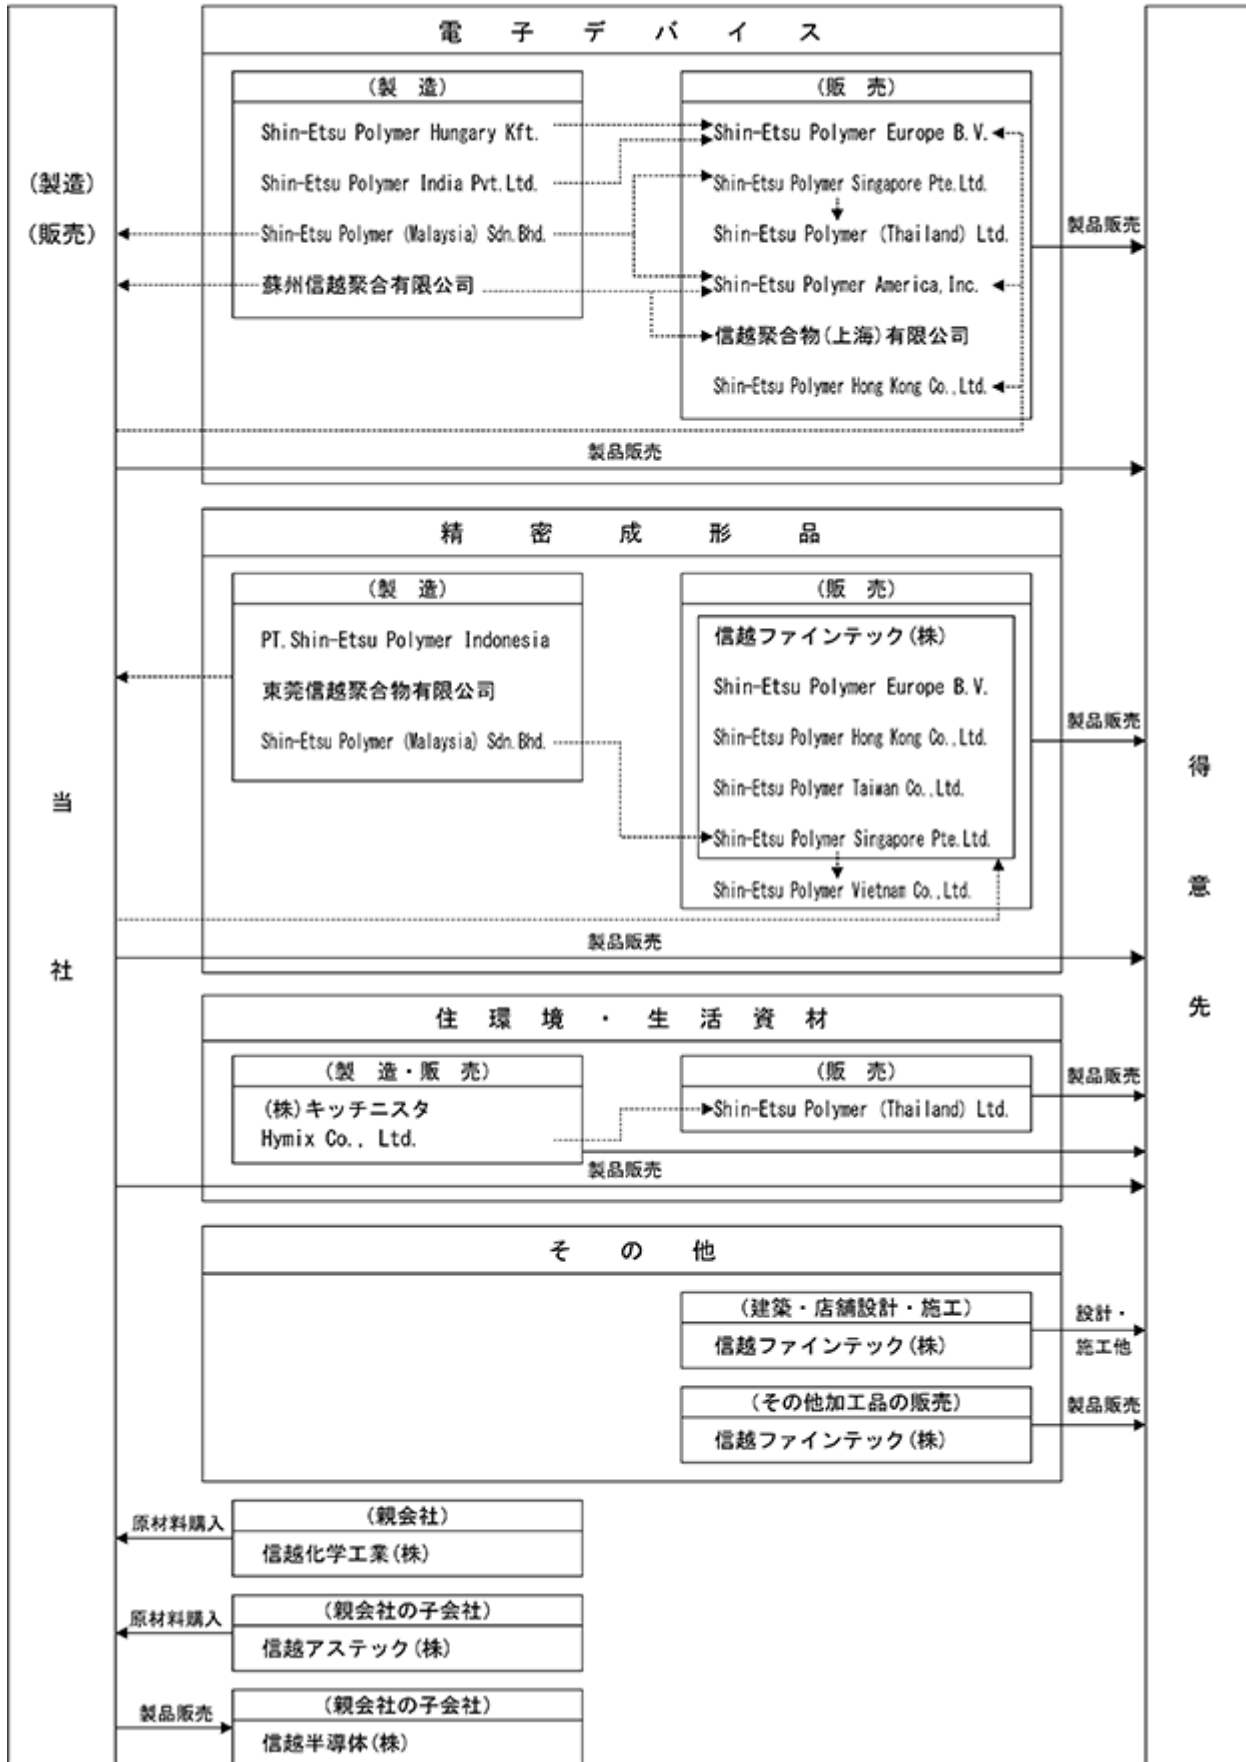 電子デバイス
(製造)
(販売)
Shin-Etsu Polymer Hungary Kft.
Shin-Etsu Polymer Europe B.V.
(製造)
Shin-Etsu Polymer India Pvt.Ltd.
Shin-Etsu Polymer Singapore Pte.Ltd.
(販売)
Shin-Etsu Polymer (Malaysia) Sdn.Bhd.
Shin-Etsu Polymer (Thailand) Ltd.
製品販売
蘇州信越聚合有限公司
Shin-Etsu Polymer America,Inc.
信越聚合物(上海)有限公司
Shin-Etsu Polymer Hong Kong Co.,Ltd.
製品販売
精密成形品
(製造)
(販売)
PT.Shin-Etsu Polymer Indonesia
信越ファインテック(株)
東莞信越聚合物有限公司
Shin-Etsu Polymer Europe B.V.
Shin-Etsu Polymer (Malaysia) Sdn.Bhd.
Shin-Etsu Polymer Hong Kong Co.,Ltd.
製品販売
Shin-Etsu Polymer Taiwan Co.,Ltd.
Shin-Etsu Polymer Singapore Pte.Ltd.
Shin-Etsu Polymer Vietnam Co.,Ltd.
製品販売
当社
得意先
住環境・生活資材
(製造・販売)
(販売)
製品販売
(株)キッチニスタ
Shin-Etsu Polymer (Thailand) Ltd.
Hymix Co., Ltd.
製品販売
その他
(建築・店舗設計・施工)
設計・
信越ファインテック(株)
施工他
(その他加工品の販売)
製品販売
信越ファインテック(株)
原材料購入
(親会社)
信越化学工業(株)
原材料購入
(親会社の子会社)
信越アステック(株)
製品販売
(親会社の子会社)
信越半導体(株)